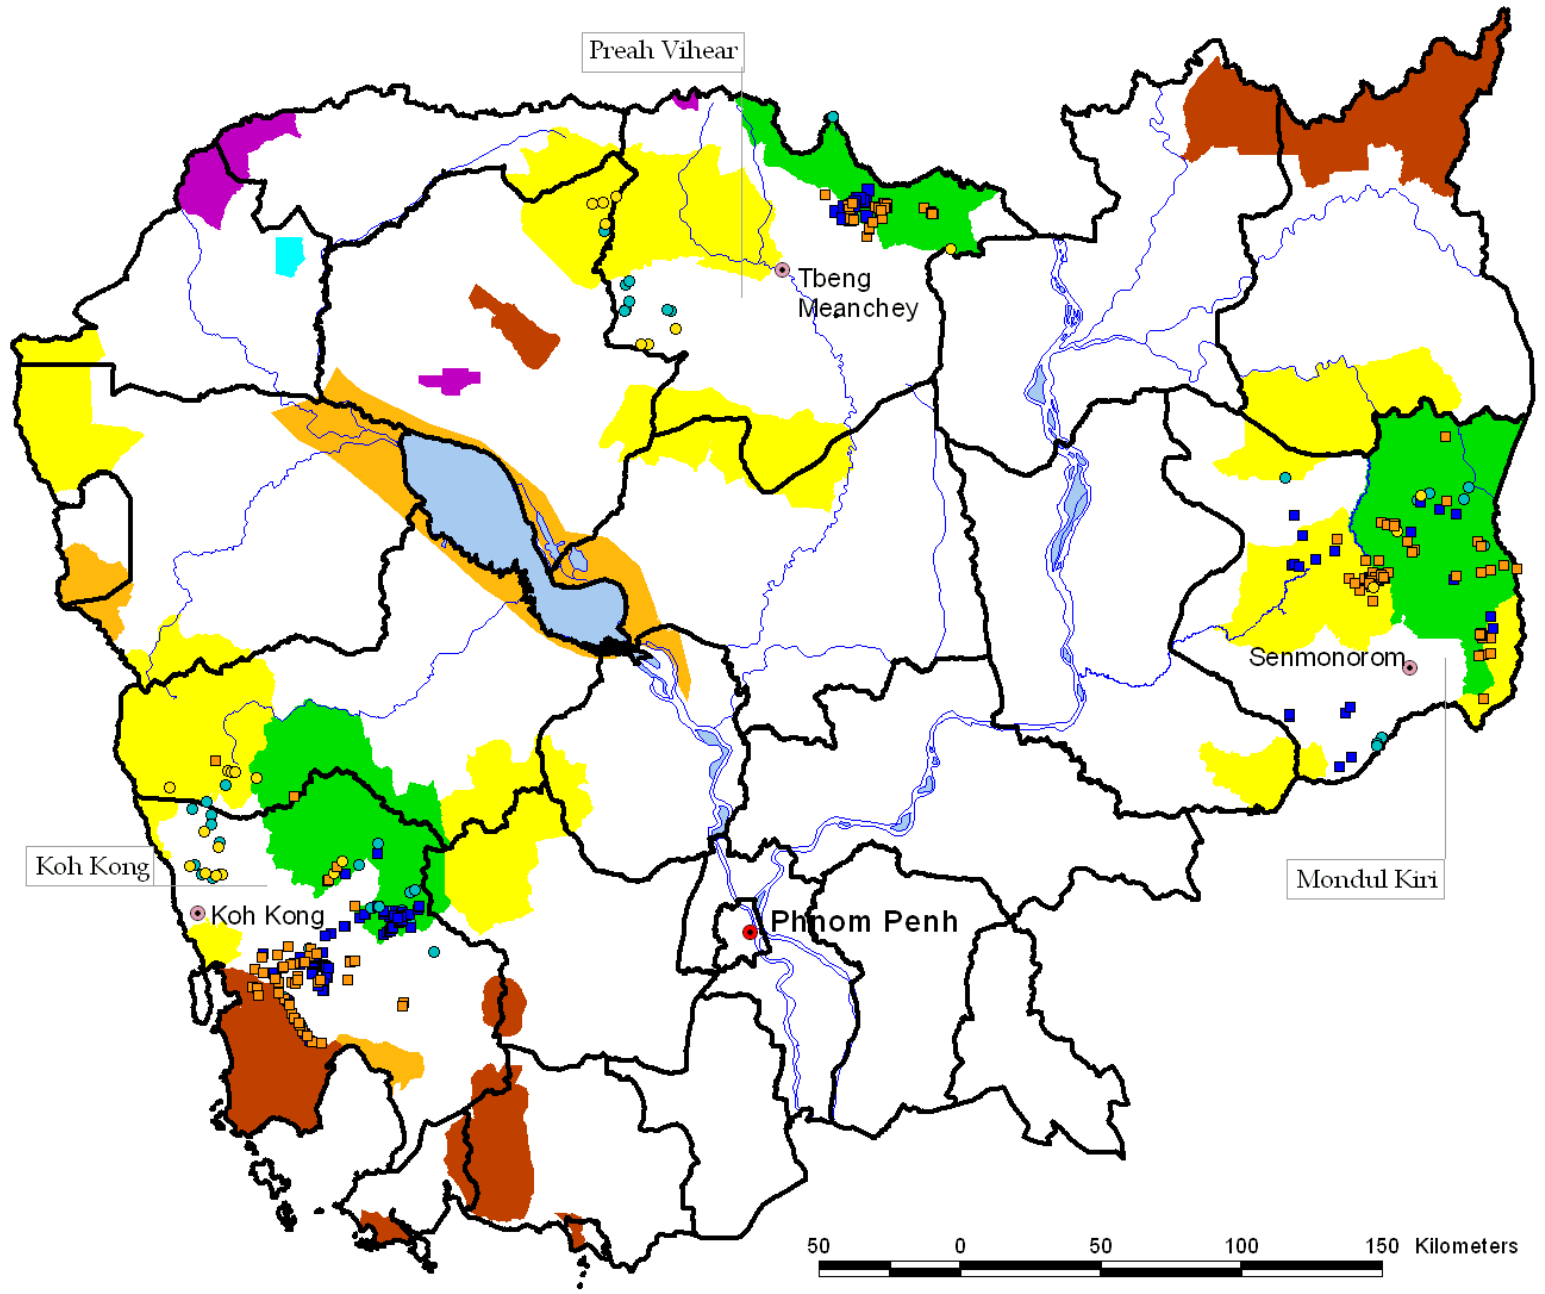 Preah Vihear
Tbeng
Meanchey
Senmonorom
Koh Kong
Mondul Kiri
Koh Kong
Phnom Penh
50 0 50 100 150 Kilometers